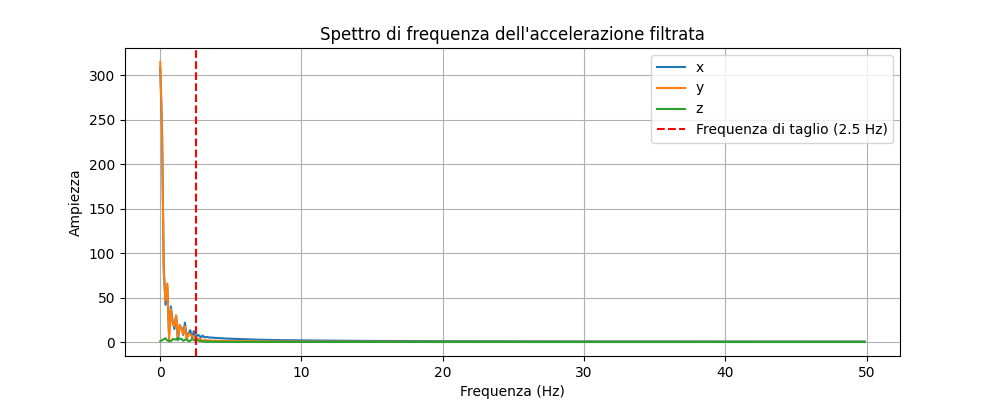 Spettro di frequenza dell'accelerazione filtrata
x
y
z
Frequenza di taglio (2.5 Hz)
Ampiezza
300
250
200
150
100
50
0
0 10 20 30 40 50
Frequenza (Hz)